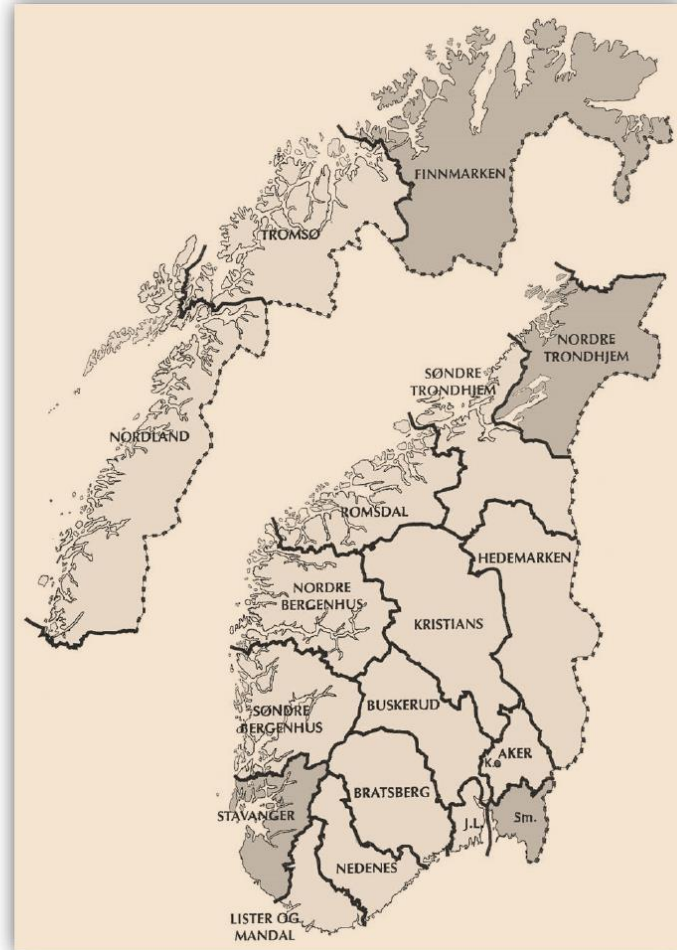 FINNMARKEN
TROMSØ
NORDRE
TRONDHJEM
SØNDRE
TRONDHJEM
NORDLAND
ROMSDAL
HEDEMARKEN
NORDRE
BERGENHUS
KRISTIANS
BUSKERUD
SØNDRE
BERGENHUS
AKER
K.
BRATSBERG
STAVANGER
J.L.
Sm.
NEDENES
LISTER OG
MANDAL